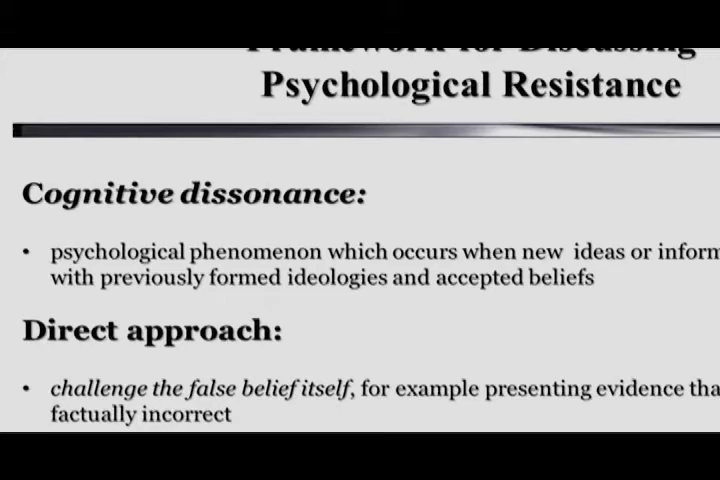 Framework for Discussing
Psychological Resistance
Cognitive dissonance:
• psychological phenomenon which occurs when new ideas or inform
with previously formed ideologies and accepted beliefs
Direct approach:
• challenge the false belief itself, for example presenting evidence tha
factually incorrect